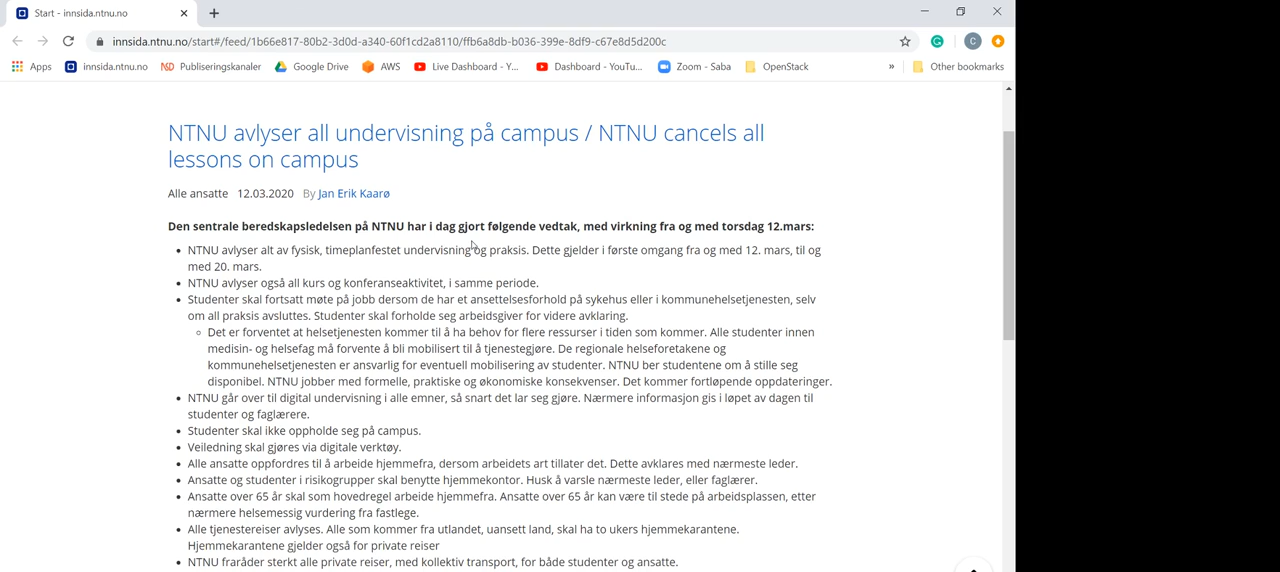 Start - innsida.ntnu.no
innsida.ntnu.no/start#/feed/1b66e817-80b2-3d0d-a340-60f1cd2a8110/ffb6a8db-b036-399e-8df9-c67e8d5d200c
C
Apps innsida.ntnu.no Publiseringskanaler Google Drive AWS Live Dashboard - Y... Dashboard - YouTu... Zoom - Saba OpenStack » Other bookmarks
NTNU avlyser all undervisning på campus / NTNU cancels all
lessons on campus
Alle ansatte 12.03.2020 By Jan Erik Kaarø
Den sentrale beredskapsledelsen på NTNU har i dag gjort følgende vedtak, med virkning fra og med torsdag 12.mars:
• NTNU avlyser alt av fysisk, timeplanfestet undervisning og praksis. Dette gjelder i første omgang fra og med 12. mars, til og
med 20. mars.
• NTNU avlyser også all kurs og konferanseaktivitet, i samme periode.
• Studenter skal fortsatt møte på jobb dersom de har et ansettelsesforhold på sykehus eller i kommunehelsetjenesten, selv
om all praksis avsluttes. Studenter skal forholde seg arbeidsgiver for videre avklaring.
◦ Det er forventet at helsetjenesten kommer til å ha behov for flere ressurser i tiden som kommer. Alle studenter innen
medisin- og helsefag må forvente å bli mobilisert til å tjenestegjøre. De regionale helseforetakene og
kommunehelsetjenesten er ansvarlig for eventuell mobilisering av studenter. NTNU ber studentene om å stille seg
disponibel. NTNU jobber med formelle, praktiske og økonomiske konsekvenser. Det kommer fortløpende oppdateringer.
• NTNU går over til digital undervisning i alle emner, så snart det lar seg gjøre. Nærmere informasjon gis i løpet av dagen til
studenter og faglærere.
• Studenter skal ikke oppholde seg på campus.
• Veiledning skal gjøres via digitale verktøy.
• Alle ansatte oppfordres til å arbeide hjemmefra, dersom arbeidets art tillater det. Dette avklares med nærmeste leder.
• Ansatte og studenter i risikogrupper skal benytte hjemmekontor. Husk å varsle nærmeste leder, eller faglærer.
• Ansatte over 65 år skal som hovedregel arbeide hjemmefra. Ansatte over 65 år kan være til stede på arbeidsplassen, etter
nærmere helsemessig vurdering fra fastlege.
• Alle tjenestereiser avlyses. Alle som kommer fra utlandet, uansett land, skal ha to ukers hjemmekarantene.
Hjemmekarantene gjelder også for private reiser
• NTNU fraråder sterkt alle private reiser, med kollektiv transport, for både studenter og ansatte.